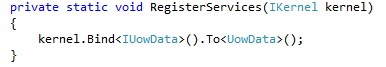 private static void RegisterServices(IKernel kernel)
{
    kernel.Bind<IUowData>().To<UowData>();
}